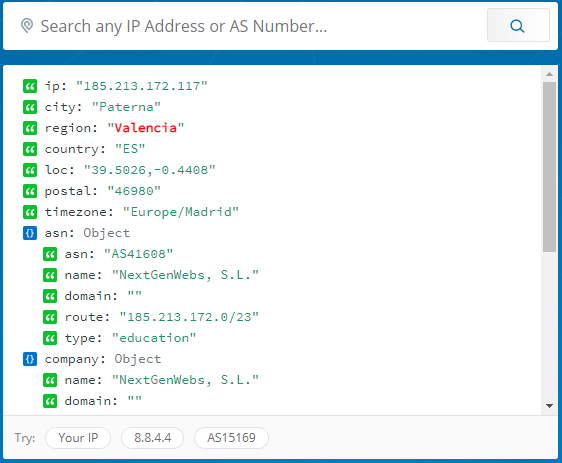 Search any IP Address or AS Number...
ip: "185.213.172.117"
city: "Paterna"
region: "Valencia"
country: "ES"
loc: "39.5026,-0.4408"
postal: "46980"
timezone: "Europe/Madrid"
{} asn: Object
asn: "AS41608"
name: "NextGenWebs, S.L."
domain: ""
route: "185.213.172.0/23"
type: "education"
{} company: Object
name: "NextGenWebs, S.L."
domain: ""
Try: Your IP 8.8.4.4 AS15169